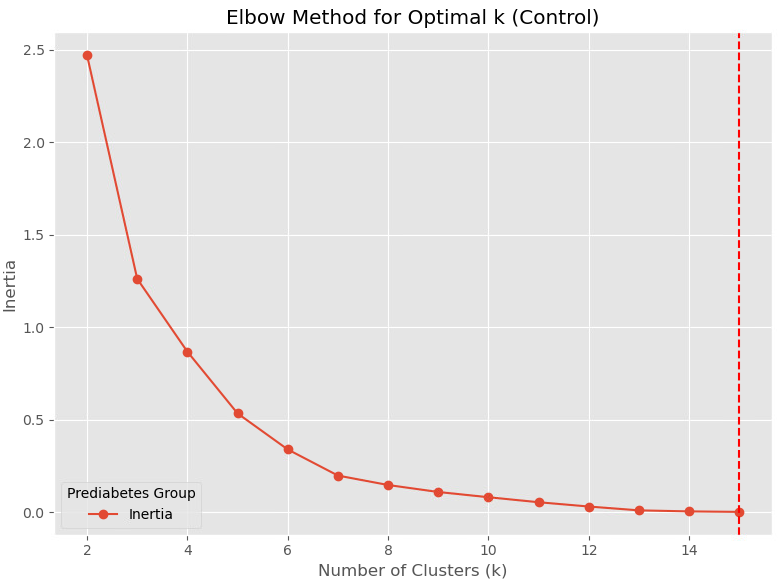 Elbow Method for Optimal k (Control)
2.5
2.0
1.5
1.0
0.5
0.0
Inertia
Prediabetes Group
Inertia
2 4 6 8 10 12 14
Number of Clusters (k)